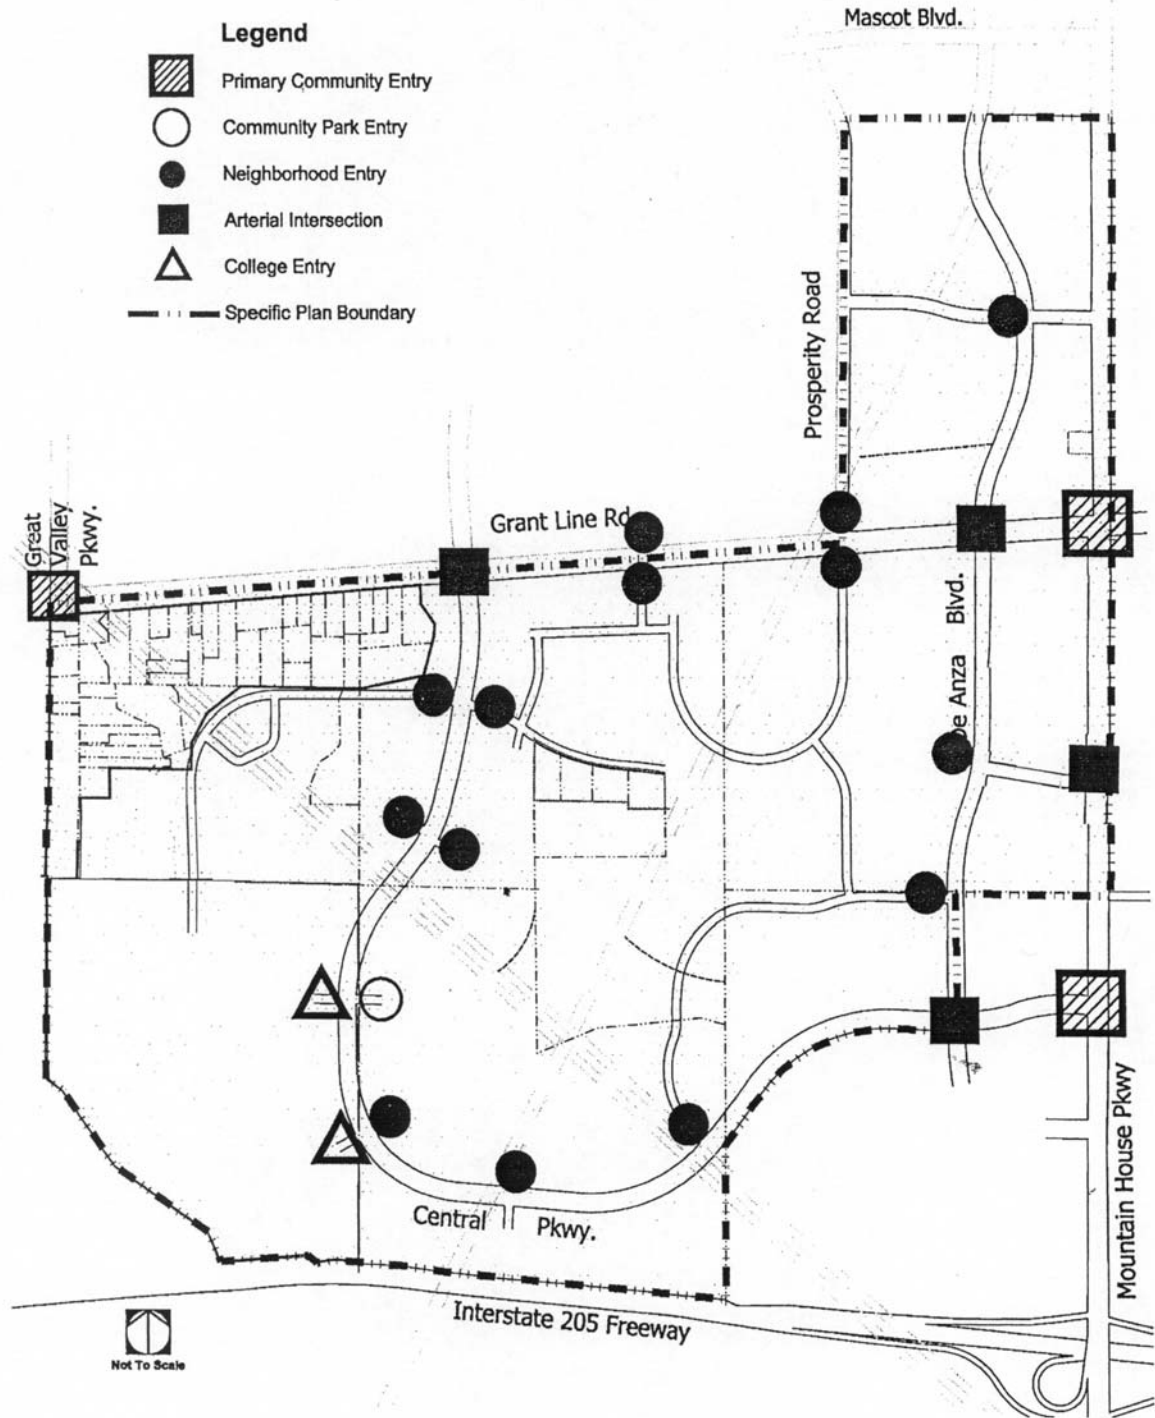 Mascot Blvd.
Legend
Primary Community Entry
Community Park Entry
Neighborhood Entry
Arterial Intersection
College Entry
Specific Plan Boundary
Prosperity Road
Great
Valley
Pkwy.
Grant Line Rd
De Anza Blvd.
Central Pkwy.
Mountain House Pkwy
Interstate 205 Freeway
Not To Scale